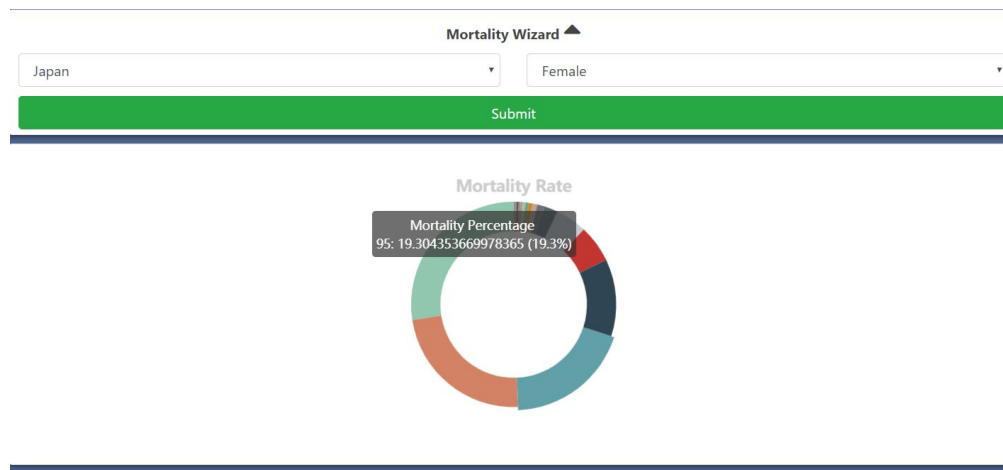 Mortality Wizard
Japan
Female
Submit
Mortality Rate
Mortality Percentage
95: 19.304353669978365 (19.3%)